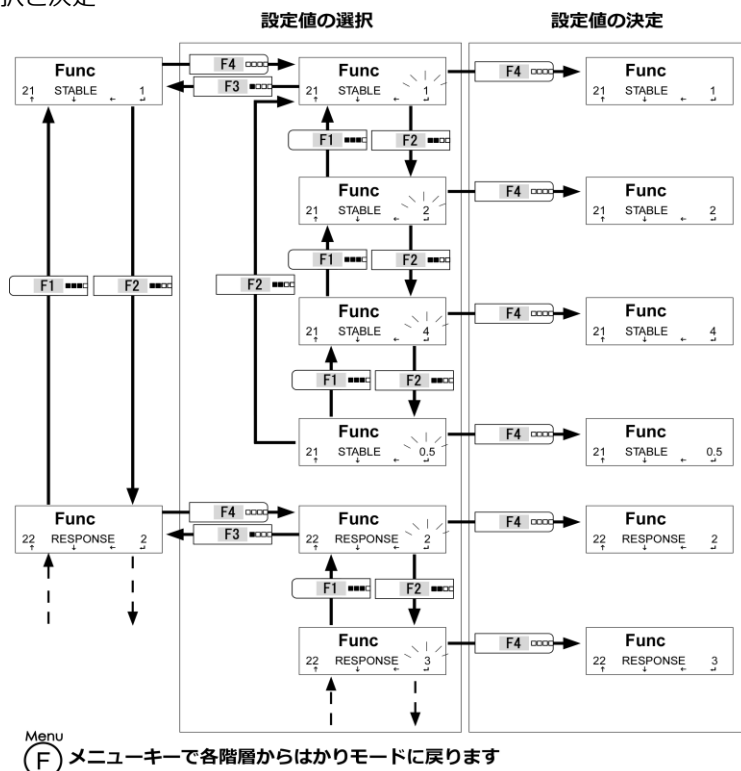 択と決定
設定値の選択 設定値の決定
Func
21 STABLE 1
↑ ↓ ← ↵
F4
F3
Func
21 STABLE 1
↑ ↓ ← ↵
F4
Func
21 STABLE 1
↑ ↓ ← ↵
F1 F2
Func
21 STABLE 2
↑ ↓ ← ↵
F4
Func
21 STABLE 2
↑ ↓ ← ↵
F1 F2
F2
F1 F2
Func
21 STABLE 4
↑ ↓ ← ↵
F4
Func
21 STABLE 4
↑ ↓ ← ↵
F1 F2
Func
21 STABLE 0.5
↑ ↓ ← ↵
F4
Func
21 STABLE 0.5
↑ ↓ ← ↵
Func
22 RESPONSE 2
↑ ↓ ← ↵
F4
F3
Func
22 RESPONSE 2
↑ ↓ ← ↵
F4
Func
22 RESPONSE 2
↑ ↓ ← ↵
F1 F2
Func
22 RESPONSE 3
↑ ↓ ← ↵
F4
Func
22 RESPONSE 3
↑ ↓ ← ↵
Menu
F メニューキーで各階層からはかりモードに戻ります